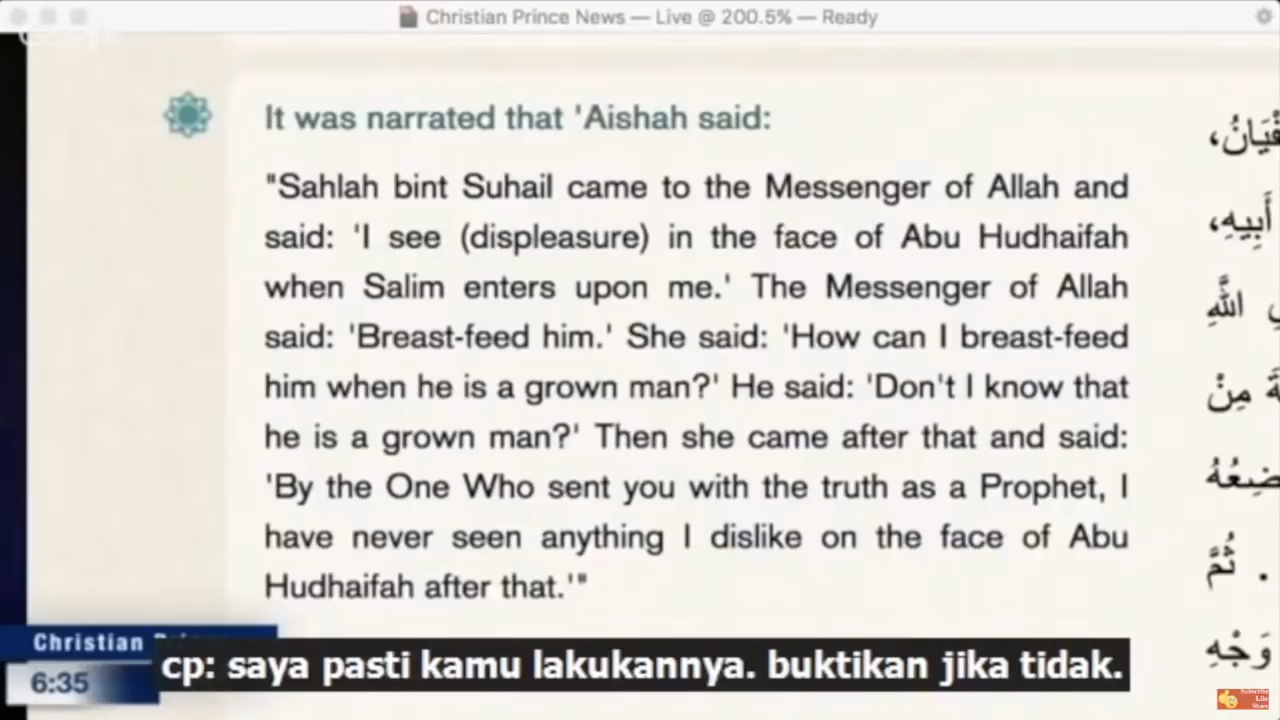 Christian Prince News — Live @ 200.5% — Ready
It was narrated that 'Aishah said:
"Sahlah bint Suhail came to the Messenger of Allah and
said: 'I see (displeasure) in the face of Abu Hudhaifah
when Salim enters upon me.' The Messenger of Allah
said: 'Breast-feed him.' She said: 'How can I breast-feed
him when he is a grown man?' He said: 'Don't I know that
he is a grown man?' Then she came after that and said:
'By the One Who sent you with the truth as a Prophet, I
have never seen anything I dislike on the face of Abu
Hudhaifah after that.'"
أَبِيهِ،
اللَّهِ
مِنْ
ثُمَّ
وَجْهِ
Christian
6:35
cp: saya pasti kamu lakukannya. buktikan jika tidak.
Subscribe
Like
Share